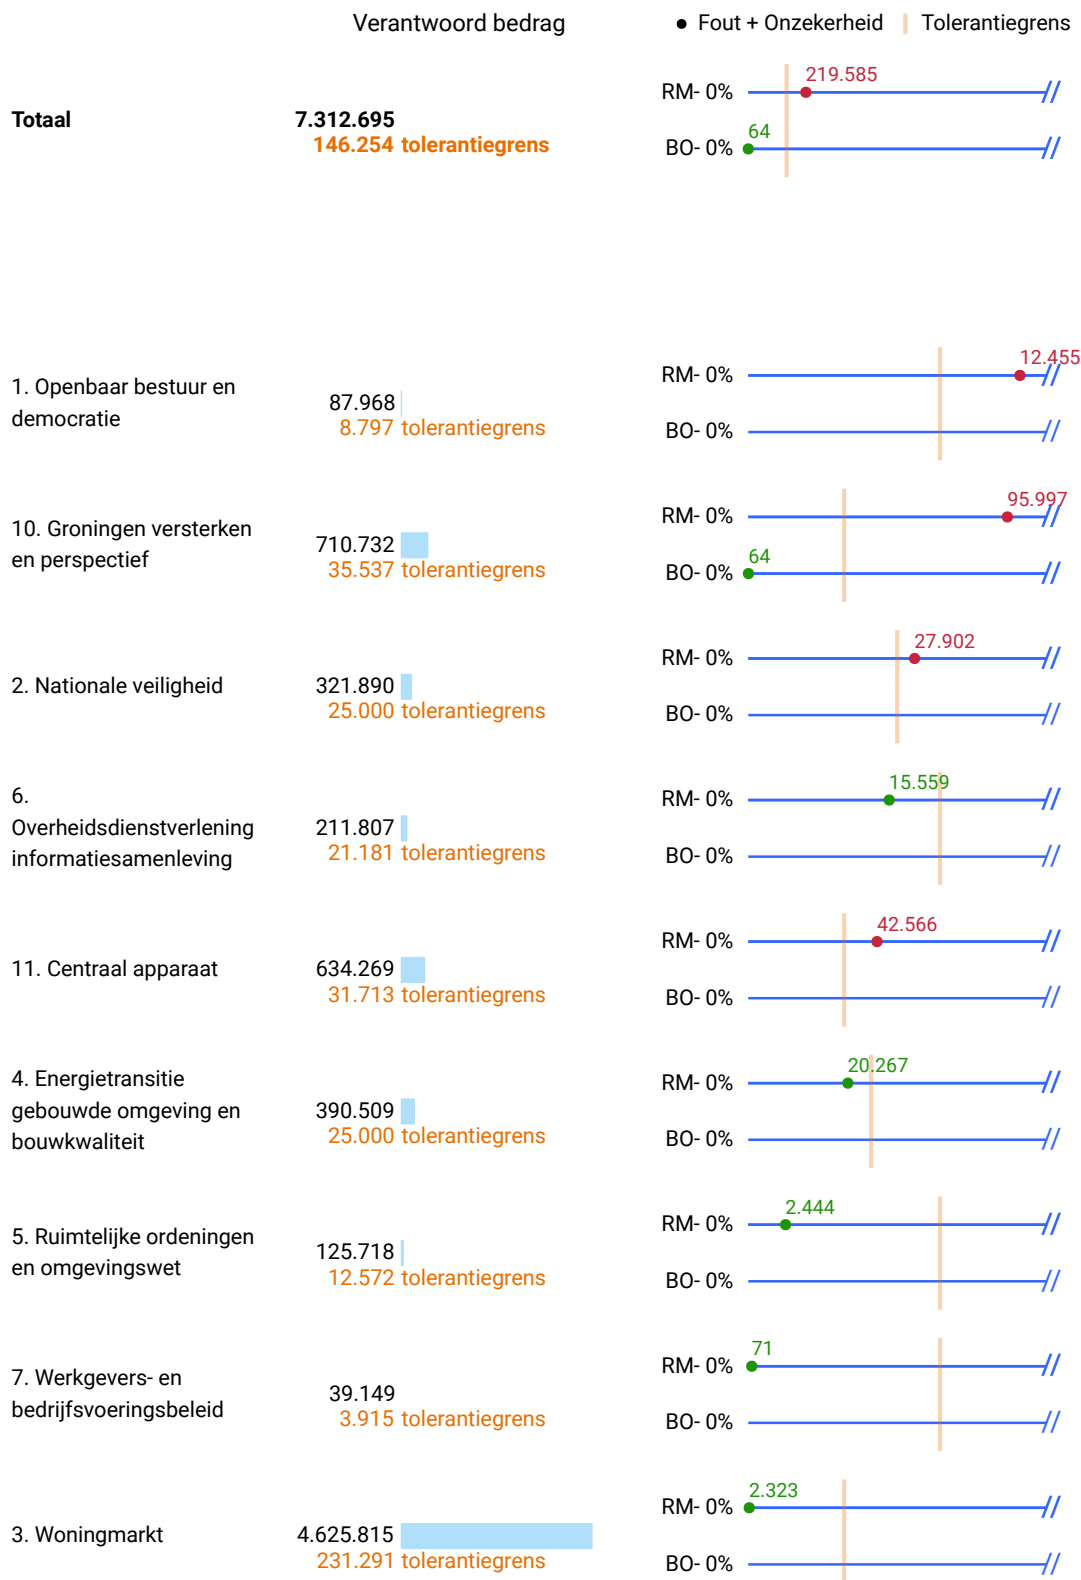 Verantwoord bedrag
Fout + Onzekerheid
Tolerantiegrens
Totaal
7.312.695
146.254 tolerantiegrens
RM- 0%
219.585
BO- 0%
64
1. Openbaar bestuur en
democratie
87.968
8.797 tolerantiegrens
RM- 0%
12.455
BO- 0%
10. Groningen versterken
en perspectief
710.732
35.537 tolerantiegrens
RM- 0%
95.997
BO- 0%
64
2. Nationale veiligheid
321.890
25.000 tolerantiegrens
RM- 0%
27.902
BO- 0%
6.
Overheidsdienstverlening
informatiesamenleving
211.807
21.181 tolerantiegrens
RM- 0%
15.559
BO- 0%
11. Centraal apparaat
634.269
31.713 tolerantiegrens
RM- 0%
42.566
BO- 0%
4. Energietransitie
gebouwde omgeving en
bouwkwaliteit
390.509
25.000 tolerantiegrens
RM- 0%
20.267
BO- 0%
5. Ruimtelijke ordeningen
en omgevingswet
125.718
12.572 tolerantiegrens
RM- 0%
2.444
BO- 0%
7. Werkgevers- en
bedrijfsvoeringsbeleid
39.149
3.915 tolerantiegrens
RM- 0%
71
BO- 0%
3. Woningmarkt
4.625.815
231.291 tolerantiegrens
RM- 0%
2.323
BO- 0%